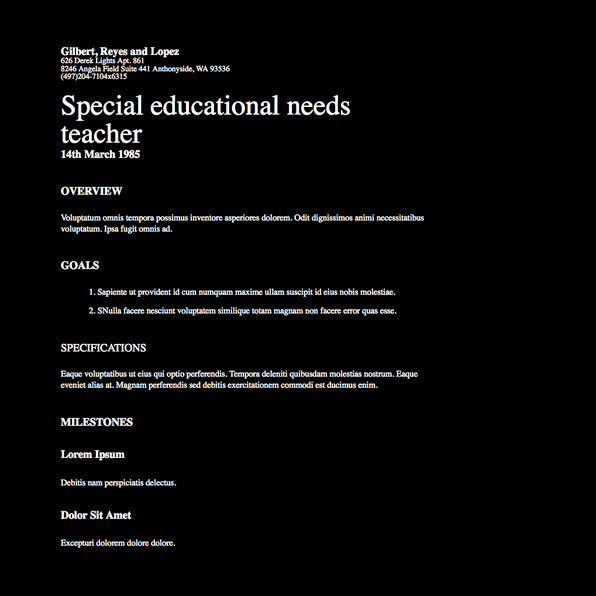 Gilbert, Reyes and Lopez
626 Derek Lights Apt. 861
8246 Angela Field Suite 441 Anthonyside, WA 93536
(497)204-7104x6315
Special educational needs
teacher
14th March 1985
OVERVIEW
Voluptatum omnis tempora possimus inventore asperiores dolorem. Odit dignissimos animi necessitatibus
voluptatum. Ipsa fugit omnis ad.
GOALS
1. Sapiente ut provident id cum numquam maxime ullam suscipit id eius nobis molestiae.
2. SNulla facere nesciunt voluptatem similique totam magnam non facere error quas esse.
SPECIFICATIONS
Eaque voluptatibus ut eius qui optio perferendis. Tempora deleniti quibusdam molestias nostrum. Eaque
eveniet alias at. Magnam perferendis sed debitis exercitationem commodi est ducimus enim.
MILESTONES
Lorem Ipsum
Debitis nam perspiciatis delectus.
Dolor Sit Amet
Excepturi dolorem dolore dolore.